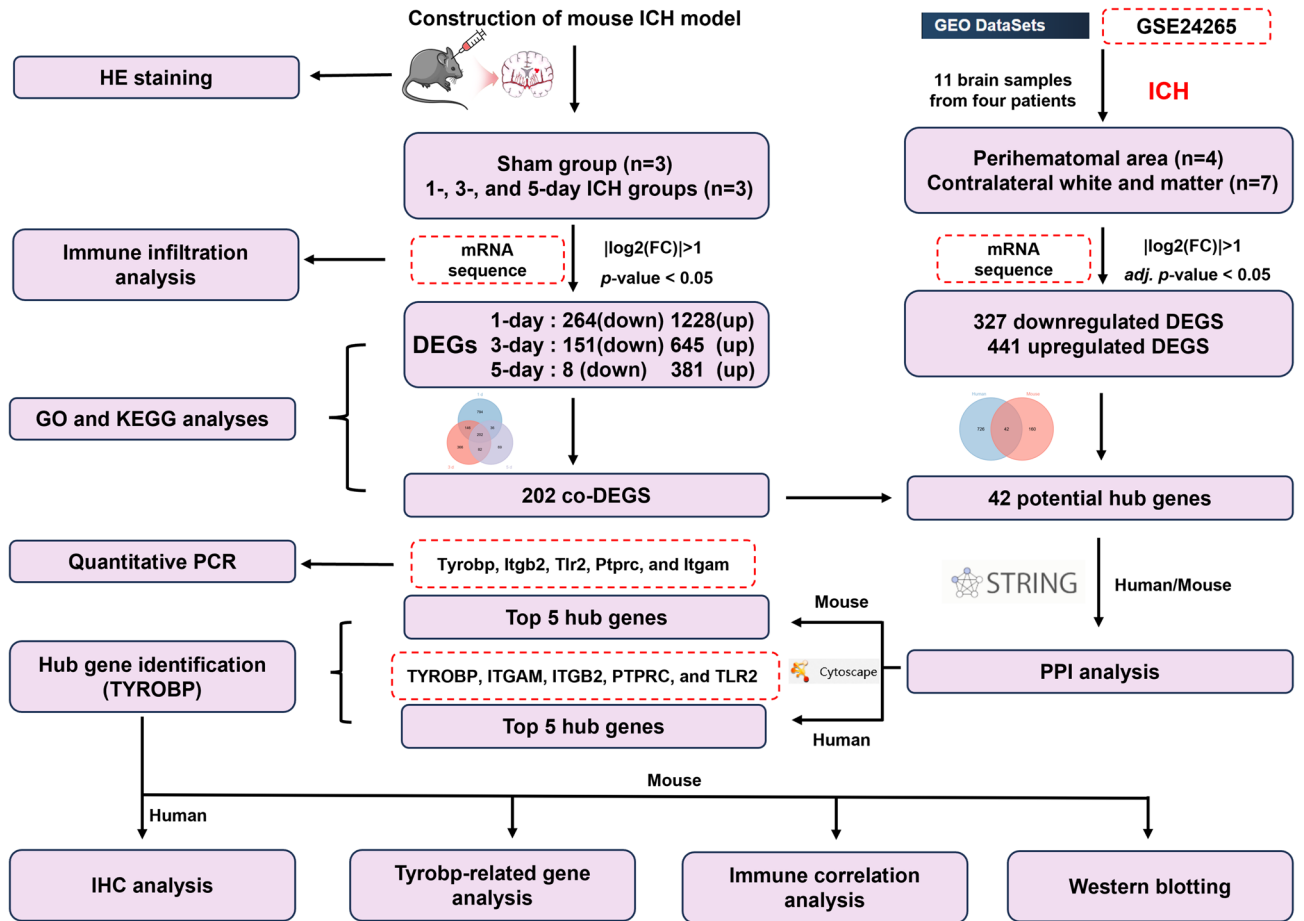 Construction of mouse ICH model
GEO DataSets
GSE24265
HE staining
11 brain samples
from four patients
ICH
Sham group (n=3)
1-, 3-, and 5-day ICH groups (n=3)
Perihematomal area (n=4)
Contralateral white and matter (n=7)
Immune infiltration
analysis
mRNA
sequence
|log2(FC)|>1
p-value < 0.05
mRNA
sequence
|log2(FC)|>1
adj. p-value < 0.05
DEGs
1-day : 264(down) 1228(up)
3-day : 151(down) 645 (up)
5-day : 8 (down) 381 (up)
327 downregulated DEGS
441 upregulated DEGS
GO and KEGG analyses
Human
Mouse
726
42
160
202 co-DEGS
42 potential hub genes
Quantitative PCR
Tyrobp, Itgb2, Tlr2, Ptprc, and Itgam
STRING
Human/Mouse
Mouse
Top 5 hub genes
Hub gene identification
(TYROBP)
TYROBP, ITGAM, ITGB2, PTPRC, and TLR2
Cytoscape
PPI analysis
Top 5 hub genes
Human
Mouse
Human
IHC analysis
Tyrobp-related gene
analysis
Immune correlation
analysis
Western blotting